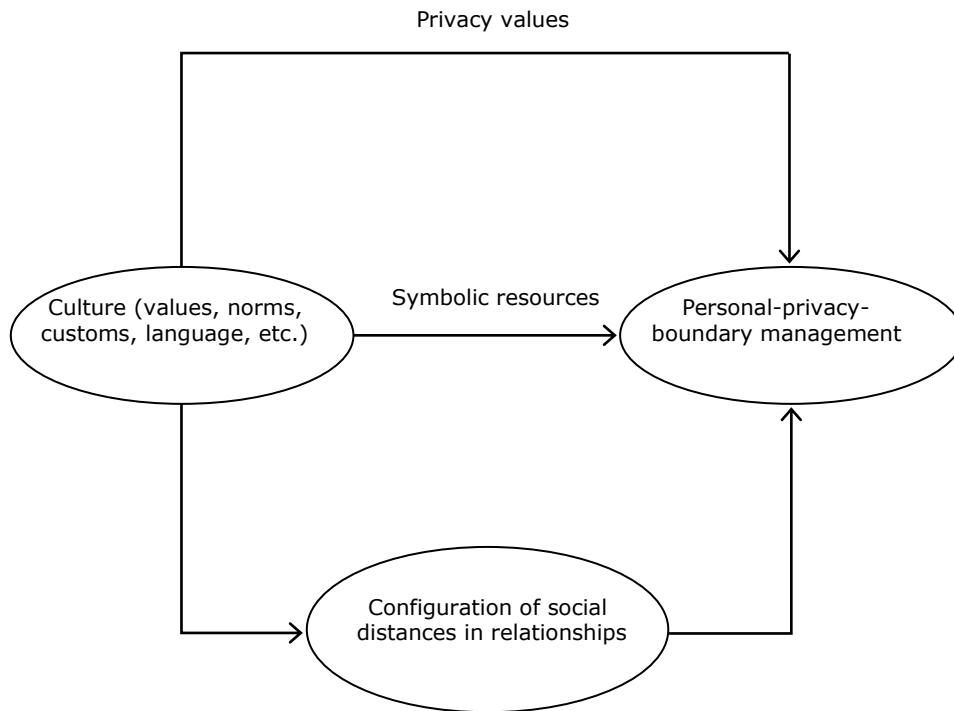 Privacy values
Culture (values, norms,
customs, language, etc.)
Symbolic resources
Personal-privacy-
boundary management
Configuration of social
distances in relationships